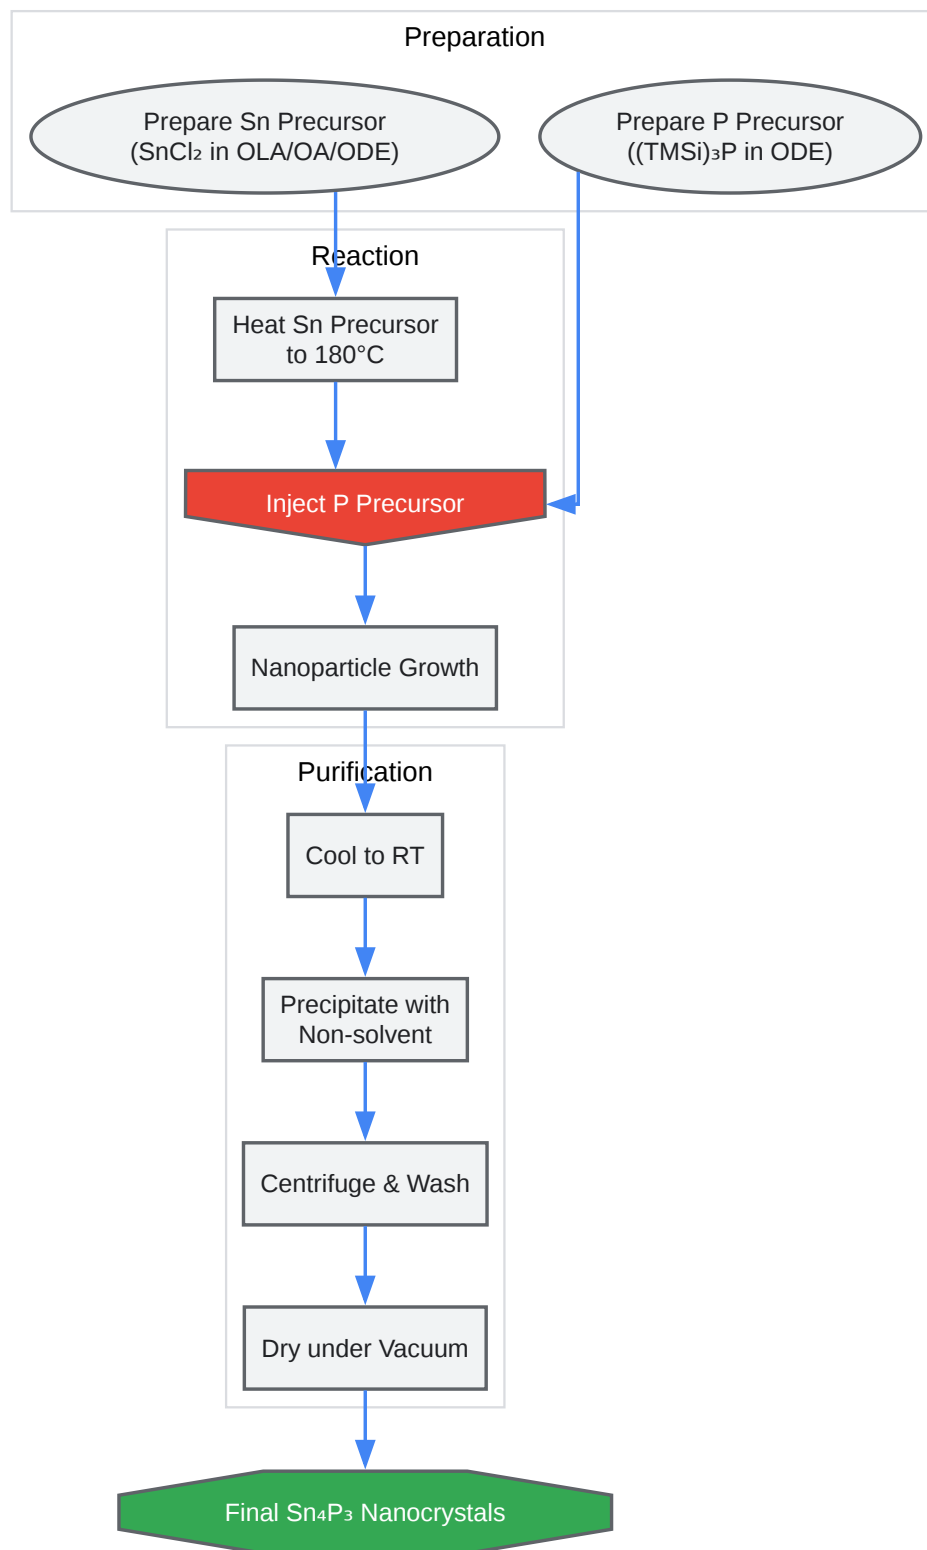 Preparation
Prepare Sn Precursor
(SnCl₂ in OLA/OA/ODE)
Prepare P Precursor
((TMSi)₃P in ODE)
Reaction
Heat Sn Precursor
to 180°C
Inject P Precursor
Nanoparticle Growth
Purification
Cool to RT
Precipitate with
Non-solvent
Centrifuge & Wash
Dry under Vacuum
Final Sn₄P₃ Nanocrystals